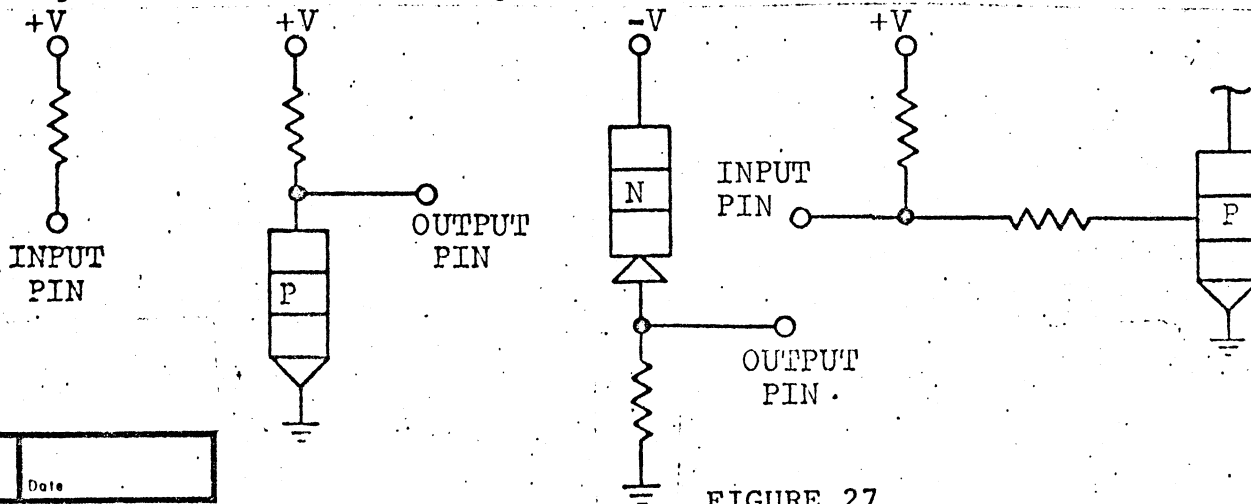 +V
INPUT
PIN
+V
OUTPUT
PIN
P
-V
N
OUTPUT
PIN
+V
INPUT
PIN
P
Date
FIGURE 27